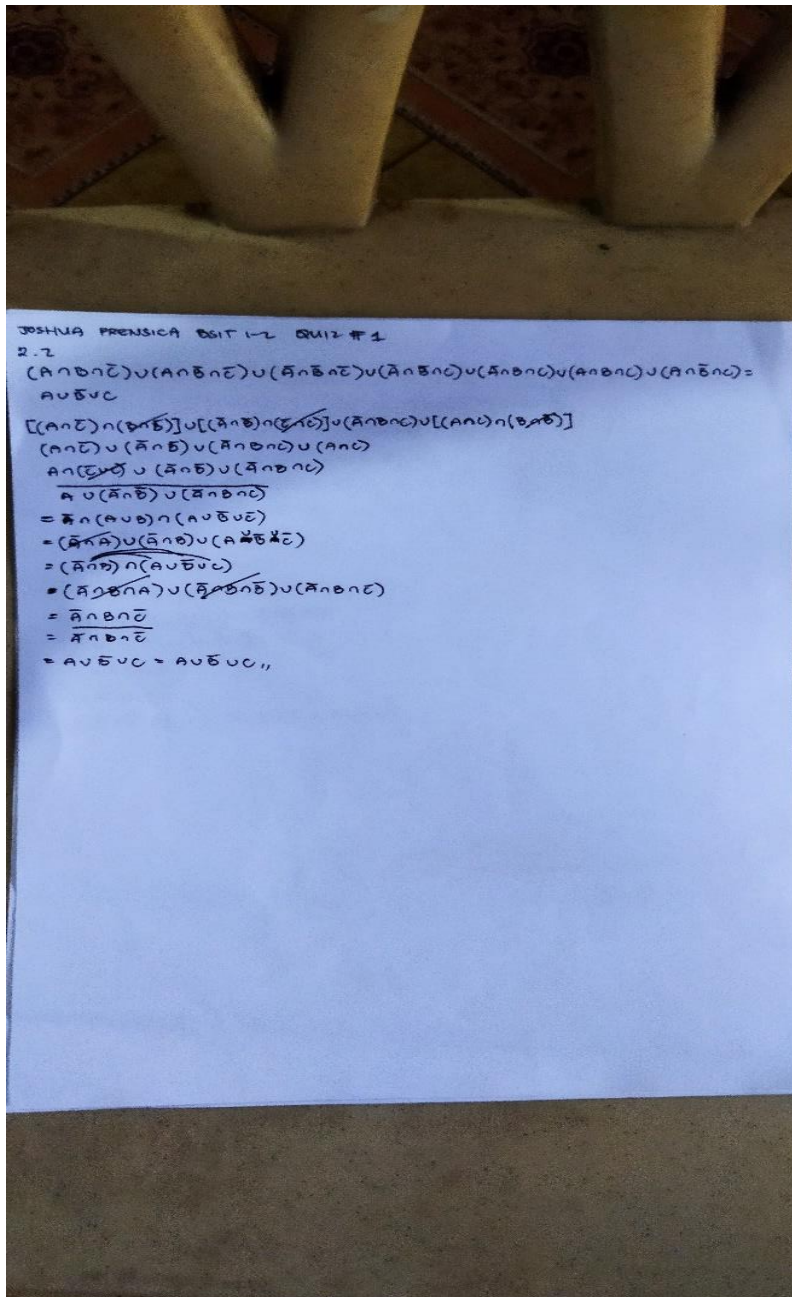 JOSHUA PRENSICA BSIT 1-2 QUIZ # 1
2.2
(A∩B∩C̅)∪(A∩B̅∩C̅)∪(A̅∩B̅∩C̅)∪(A̅∩B̅∩C)∪(A̅∩B∩C)∪(A∩B∩C)∪(A∩B̅∩C)=
A∪B̅∪C
[(A∩C̅)∩(B∩B̅)]∪[(A̅∩B̅)∩(C̅∩C)]∪(A̅∩B∩C)∪[(A∩C)∩(B∩B̅)]
(A∩C̅)∪(A̅∩B̅)∪(A̅∩B∩C)∪(A∩C)
A∩(C̅∪C)∪(A̅∩B̅)∪(A̅∩B∩C)
A∪(A̅∩B̅)∪(A̅∩B∩C)
= A̅∩(A∪B)∩(A∪B̅∪C̅)
= (A̅∩A)∪(A̅∩B)∪(A∪B̅∪C̅)
= (A̅∩B)∩(A∪B̅∪C̅)
= (A̅∩B∩A)∪(A̅∩B∩B̅)∪(A̅∩B∩C̅)
= A̅∩B∩C̅
= A̅∩B∩C̅
= A∪B̅∪C = A∪B̅∪C,,